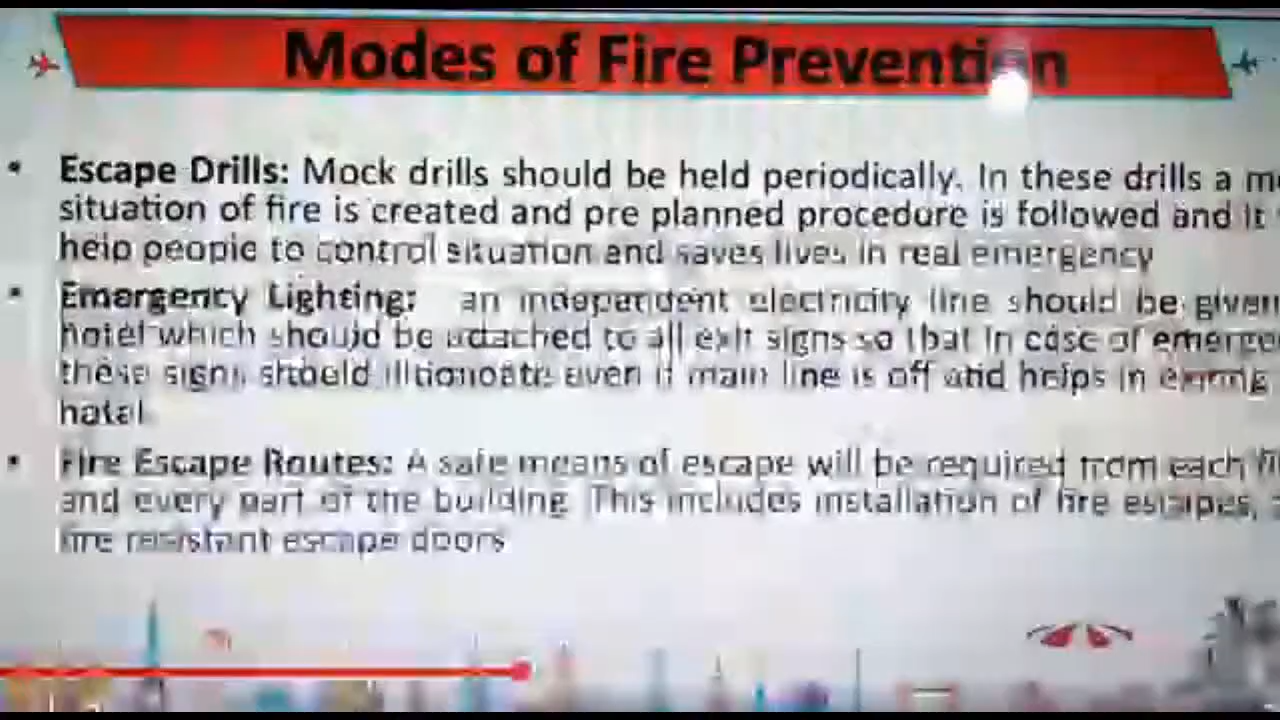 Modes of Fire Prevention
• Escape Drills: Mock drills should be held periodically. In these drills a
situation of fire is created and pre planned procedure is followed and it
help people to control situation and saves lives in real emergency
• Emergency Lighting: an independent electricity line should be given
hotel which should be attached to all exit signs so that in case of
these signs should even if main line is off and helps in
hotel
• Fire Escape Routes: A safe means of escape will be required from each
and every part of the building. This includes installation of fire escapes,
fire resistant escape doors